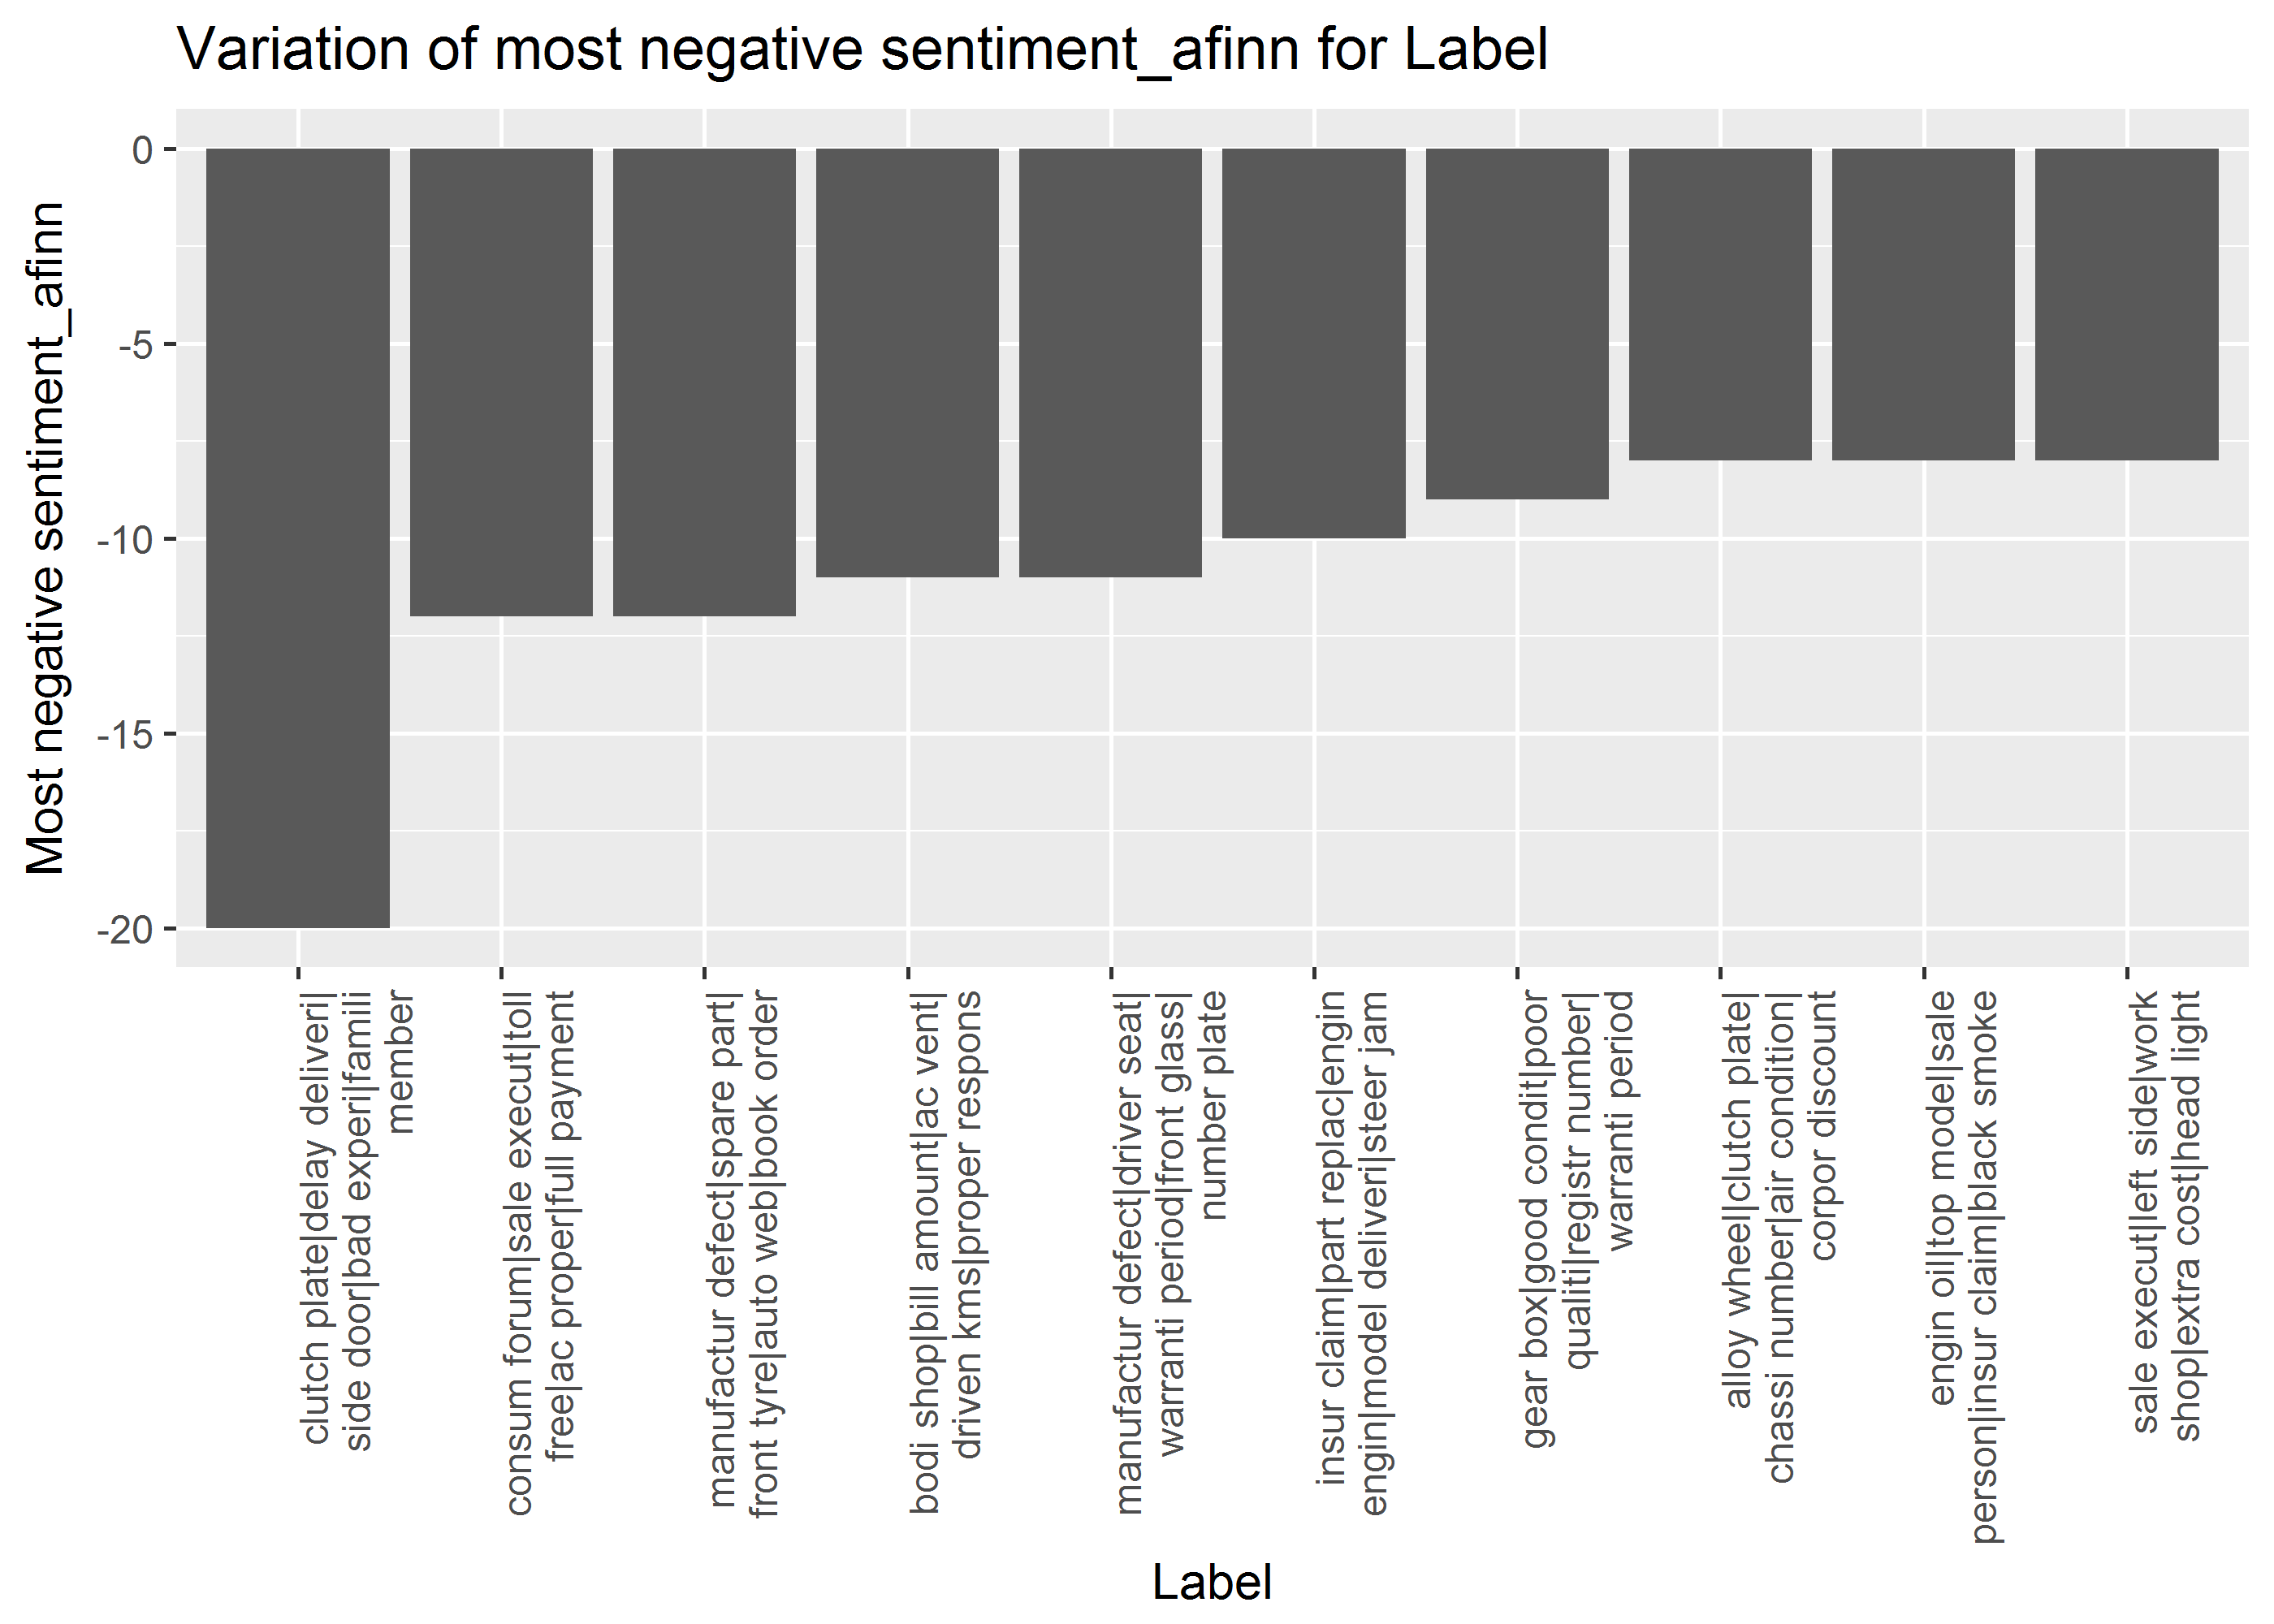 Variation of most negative sentiment_afinn for Label
Most negative sentiment_afinn
0
-5
-10
-15
-20
clutch plate|delay deliveri|
side door|bad experi|famili
member
consum forum|sale execut|toll
free|ac proper|full payment
manufactur defect|spare part|
front tyre|auto web|book order
bodi shop|bill amount|ac vent|
driven kms|proper respons
manufactur defect|driver seat|
warranti period|front glass|
number plate
insur claim|part replac|engin
engin|model deliveri|steer jam
gear box|good condit|poor
qualiti|registr number|
warranti period
alloy wheel|clutch plate|
chassi number|air condition|
corpor discount
engin oil|top model|sale
person|insur claim|black smoke
sale execut|left side|work
shop|extra cost|head light
Label